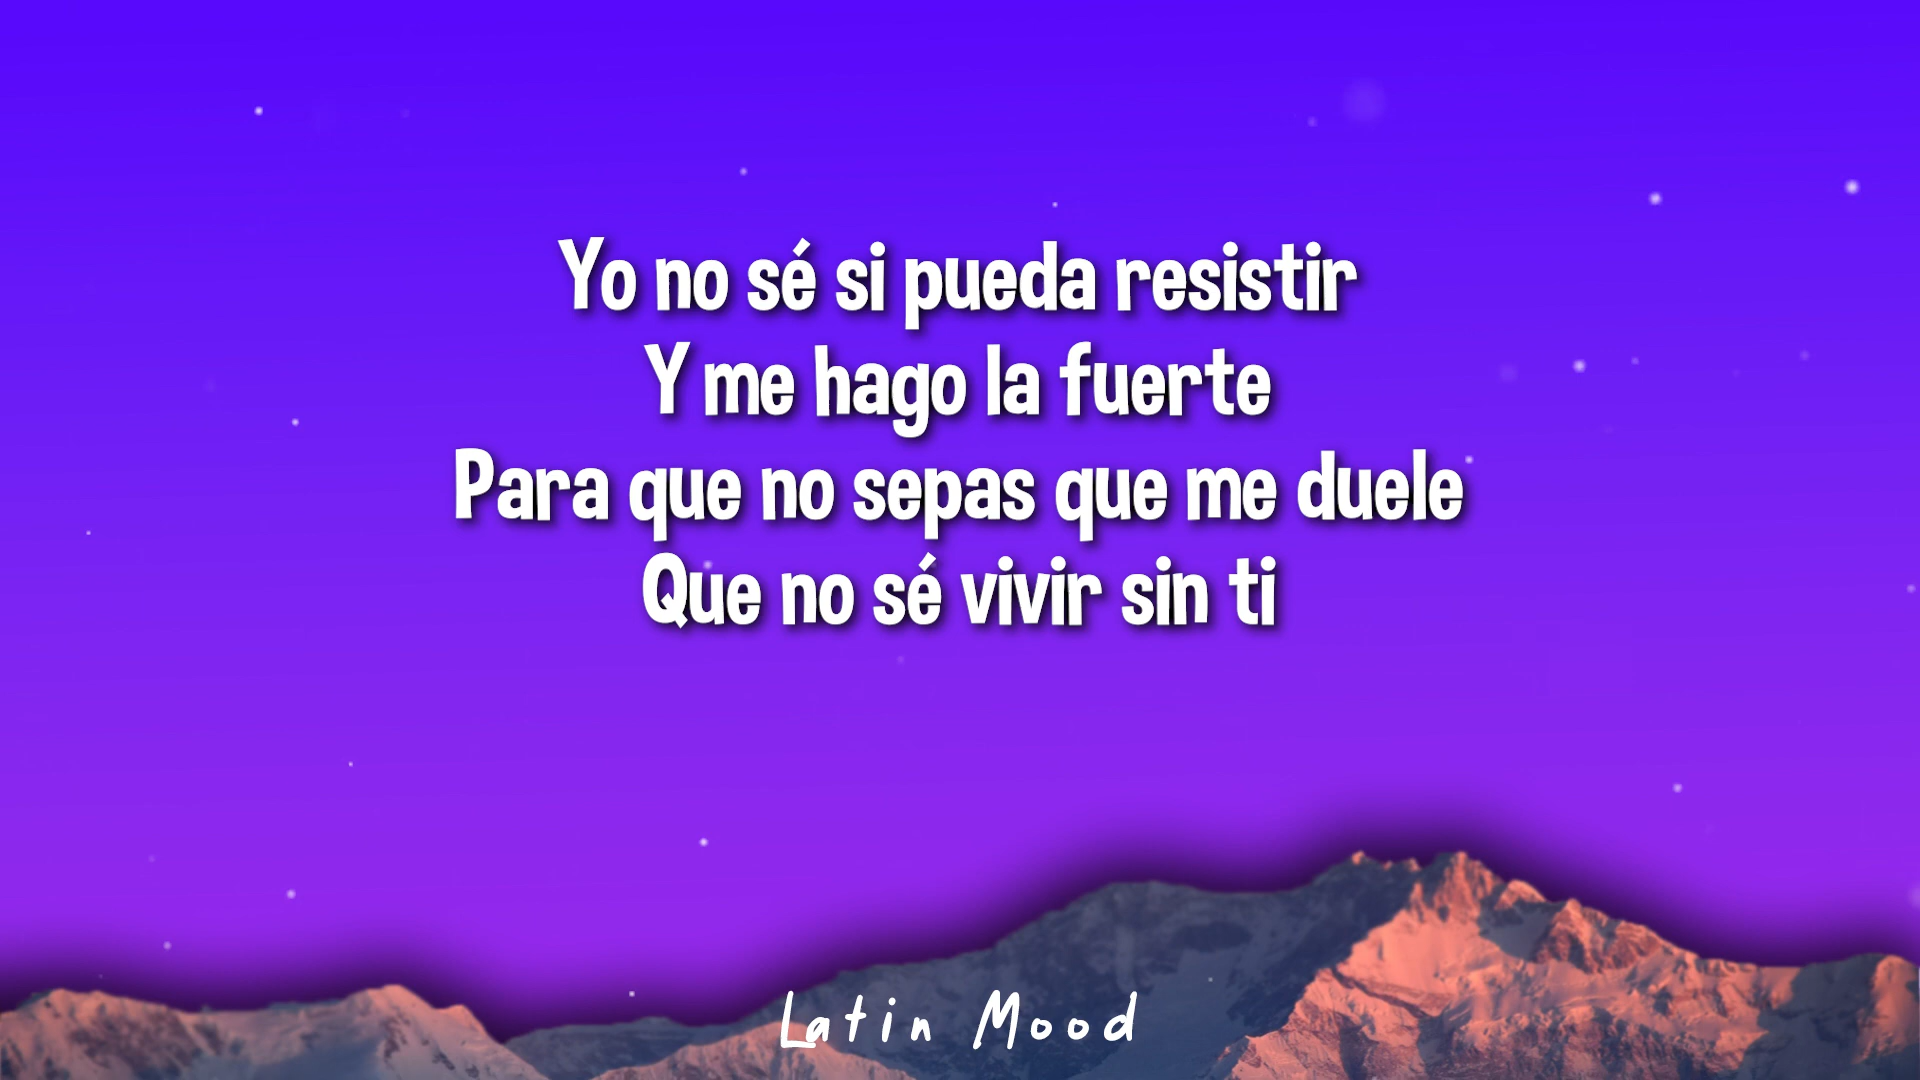 Yo no sé si pueda resistir
Y me hago la fuerte
Para que no sepas que me duele
Que no sé vivir sin ti
Latin Mood